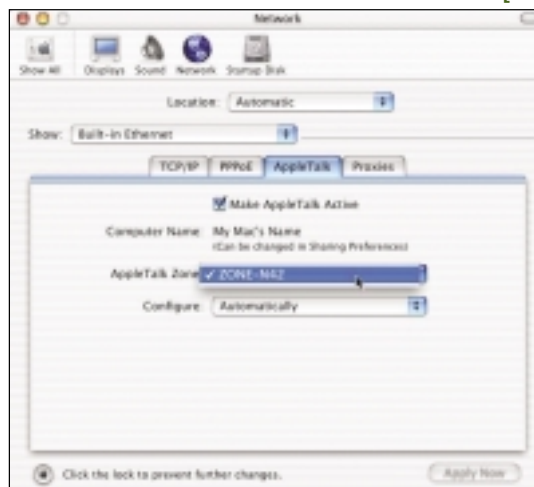 Network
Show All Displays Sound Network Startup Disk
Location: Automatic
Show: Built-in Ethernet
TCP/IP PPPoE AppleTalk Proxies
Make AppleTalk Active
Computer Name: My Mac's Name
(Can be changed in Sharing Preferences)
AppleTalk Zone ✓ ZONE-N42
Configure: Automatically
Click the lock to prevent further changes.
Apply Now